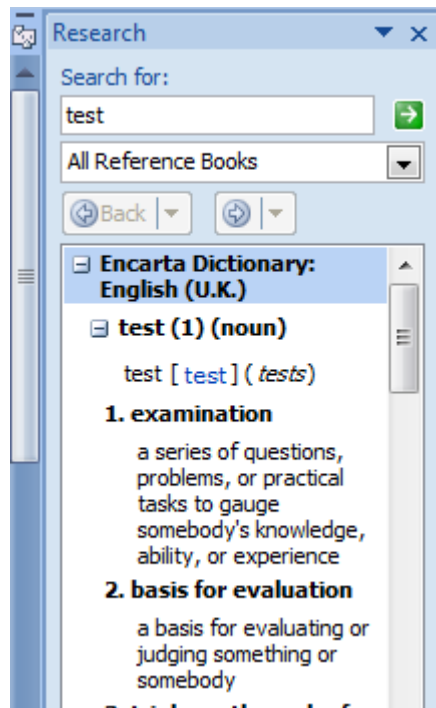 Research
Search for:
test
All Reference Books
Back
Encarta Dictionary:
English (U.K.)
test (1) (noun)
test [ test ] ( tests)
1. examination
a series of questions,
problems, or practical
tasks to gauge
somebody's knowledge,
ability, or experience
2. basis for evaluation
a basis for evaluating or
judging something or
somebody